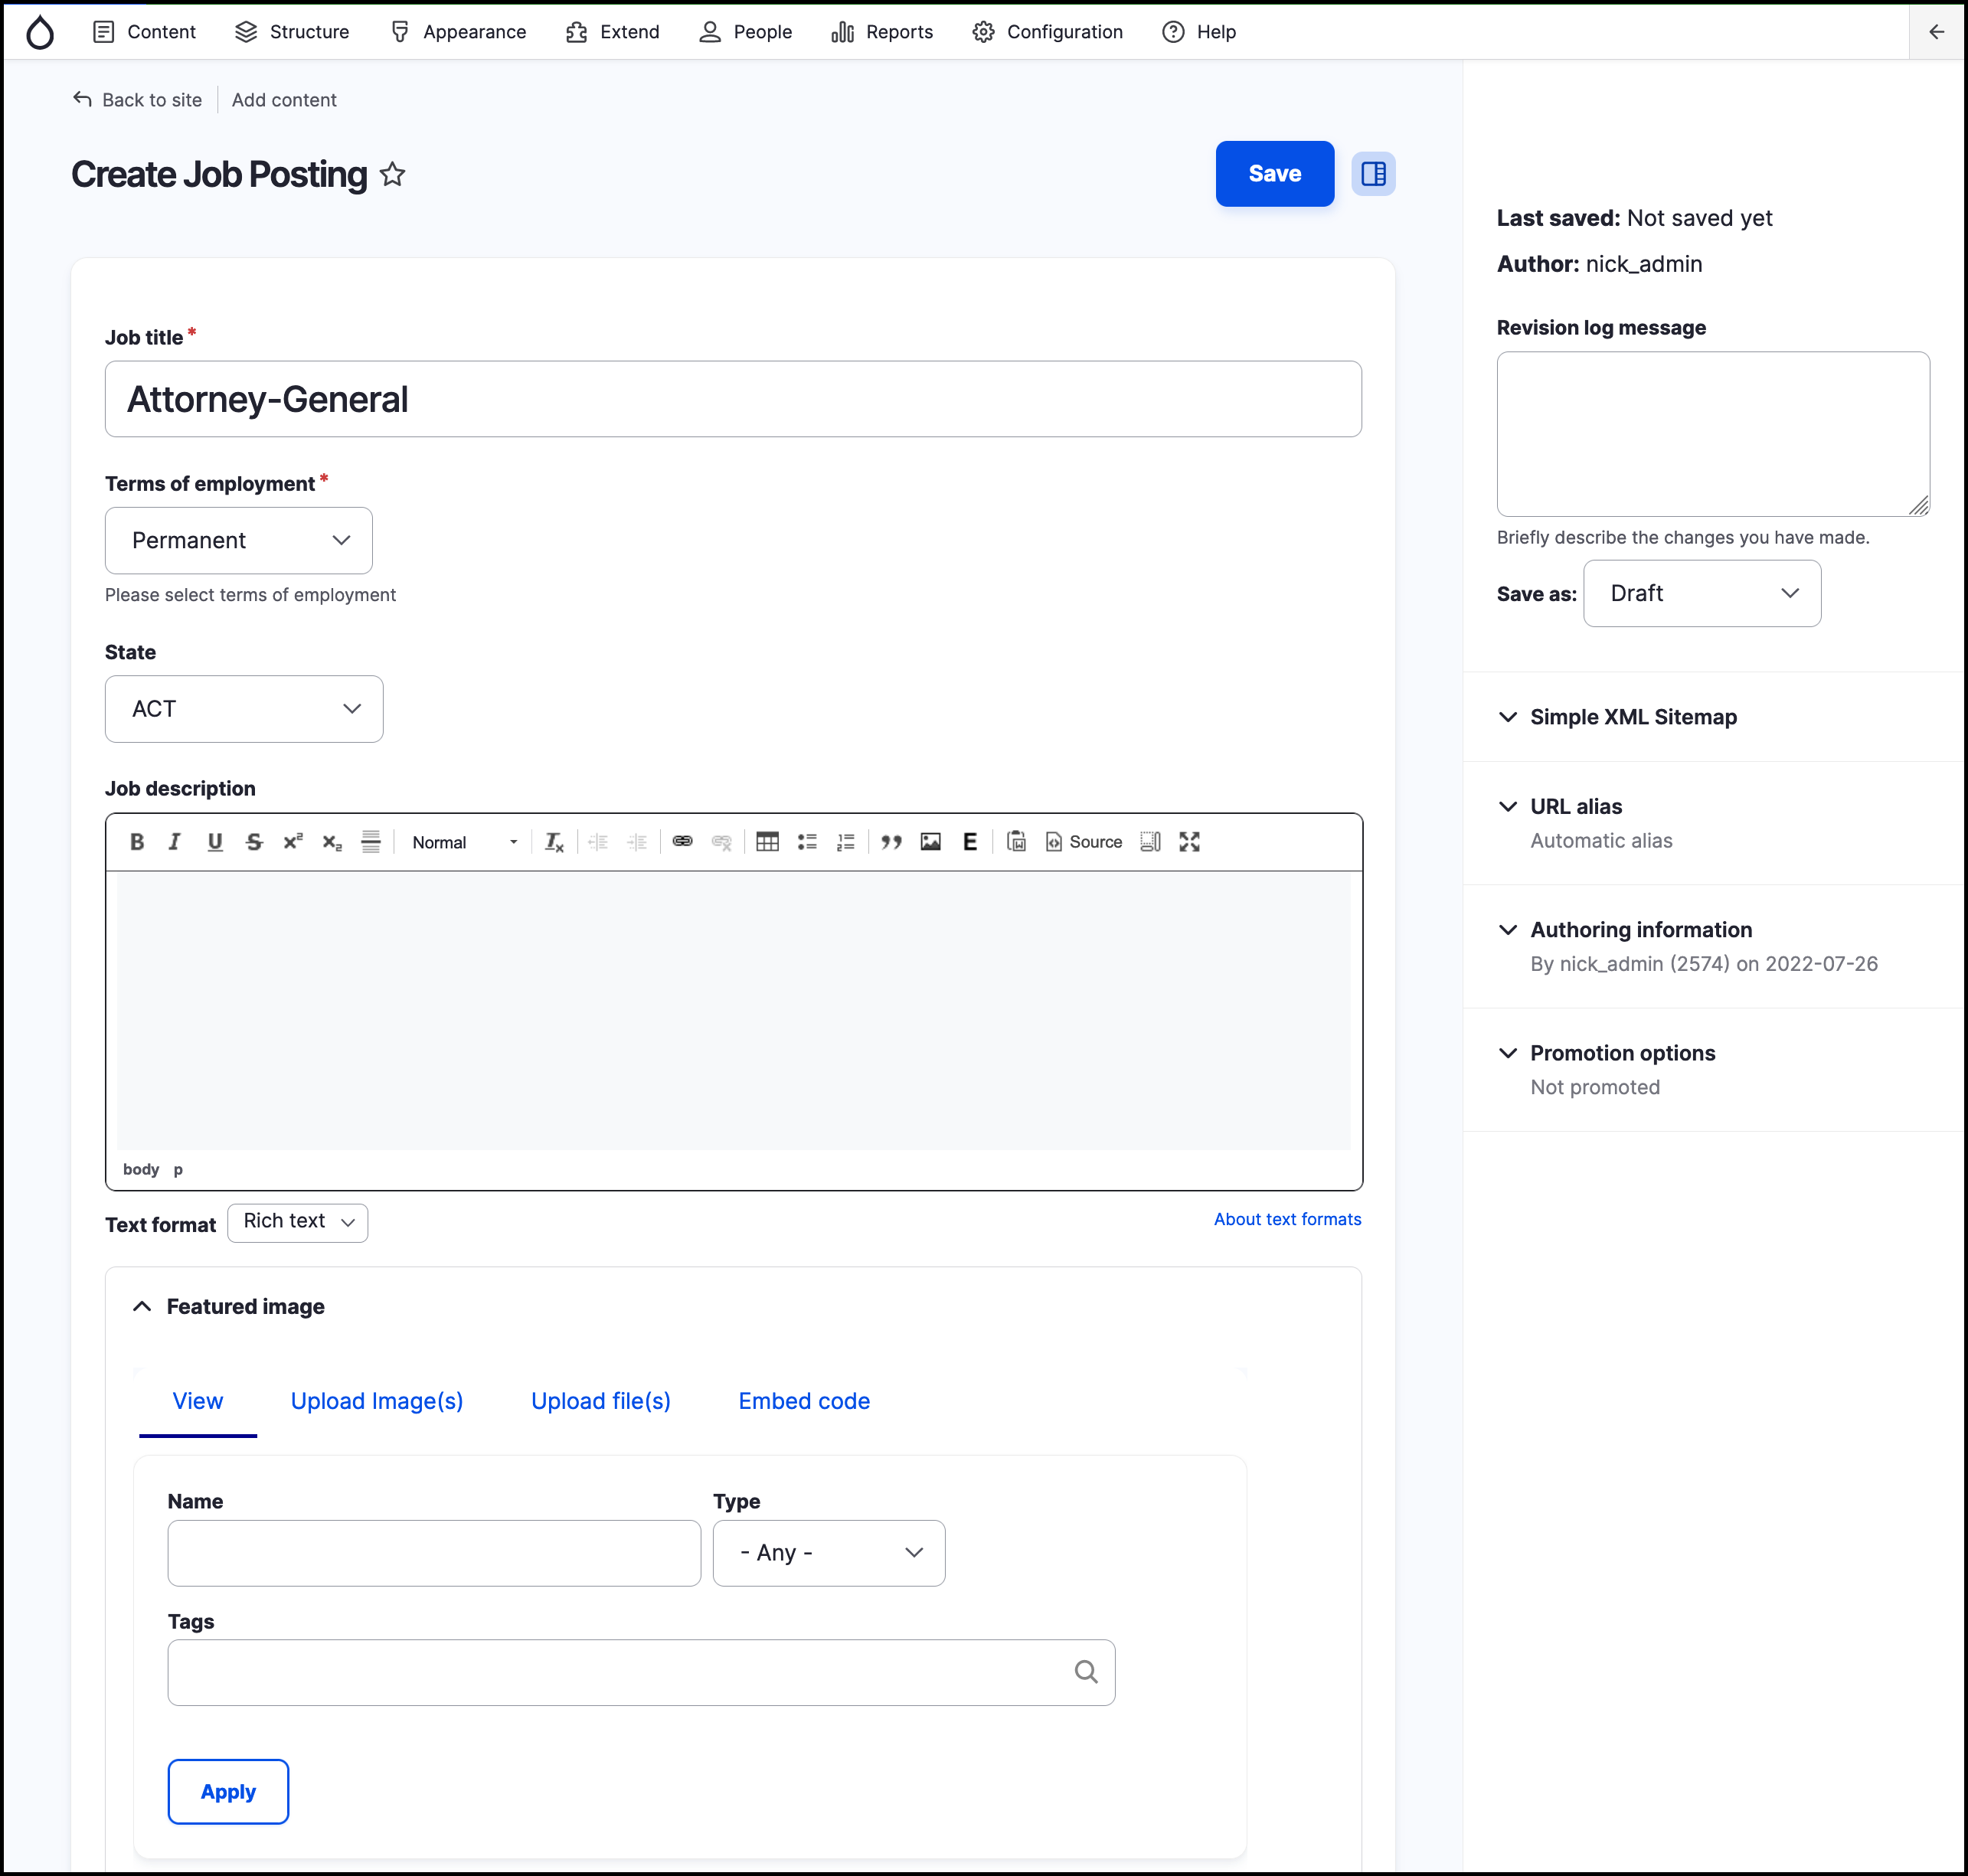 Content Structure Appearance Extend People Reports Configuration Help
Back to site Add content
Create Job Posting Save
Job title*
Attorney-General
Terms of employment*
Permanent
Please select terms of employment
State
ACT
Job description
B I U S x² x₂ Normal Ix E Source
body p
Text format Rich text About text formats
Featured image
View Upload Image(s) Upload file(s) Embed code
Name Type
- Any -
Tags
Apply
Last saved: Not saved yet
Author: nick_admin
Revision log message
Briefly describe the changes you have made.
Save as: Draft
Simple XML Sitemap
URL alias
Automatic alias
Authoring information
By nick_admin (2574) on 2022-07-26
Promotion options
Not promoted